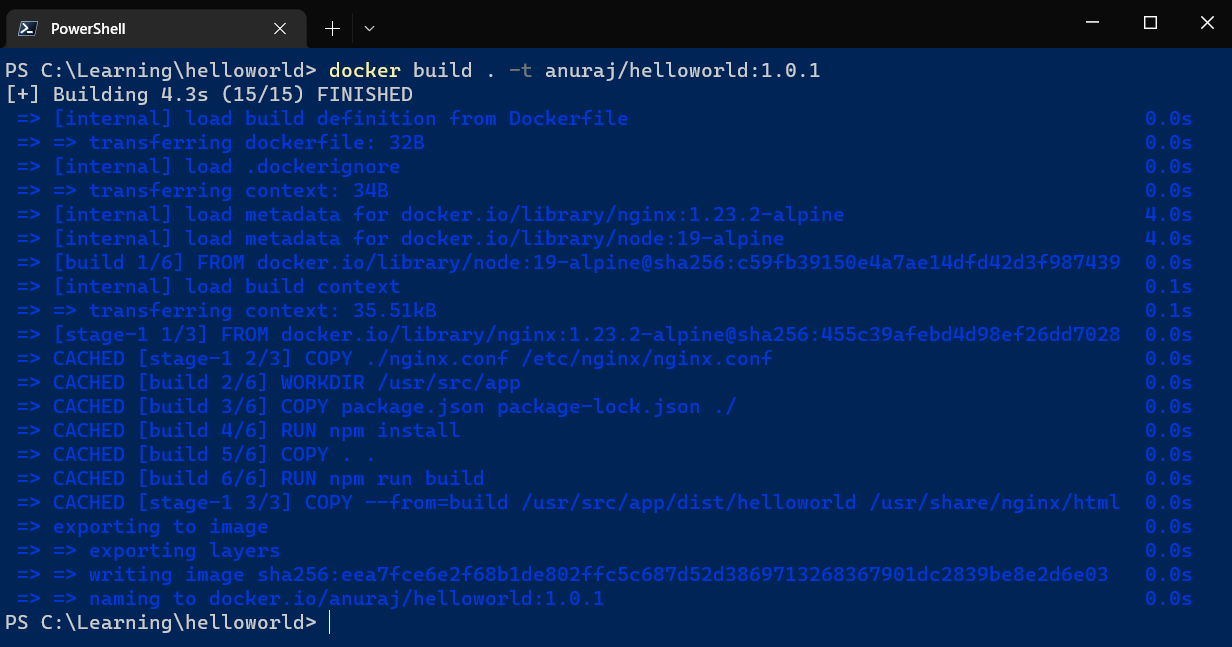 PowerShell
PS C:\Learning\helloworld> docker build . -t anuraj/helloworld:1.0.1
[+] Building 4.3s (15/15) FINISHED
=> [internal] load build definition from Dockerfile 0.0s
=> => transferring dockerfile: 32B 0.0s
=> [internal] load .dockerignore 0.0s
=> => transferring context: 34B 0.0s
=> [internal] load metadata for docker.io/library/nginx:1.23.2-alpine 4.0s
=> [internal] load metadata for docker.io/library/node:19-alpine 4.0s
=> [build 1/6] FROM docker.io/library/node:19-alpine@sha256:c59fb39150e4a7ae14dfd42d3f987439 0.0s
=> [internal] load build context 0.1s
=> => transferring context: 35.51kB 0.1s
=> [stage-1 1/3] FROM docker.io/library/nginx:1.23.2-alpine@sha256:455c39afebd4d98ef26dd7028 0.0s
=> CACHED [stage-1 2/3] COPY ./nginx.conf /etc/nginx/nginx.conf 0.0s
=> CACHED [build 2/6] WORKDIR /usr/src/app 0.0s
=> CACHED [build 3/6] COPY package.json package-lock.json ./ 0.0s
=> CACHED [build 4/6] RUN npm install 0.0s
=> CACHED [build 5/6] COPY . . 0.0s
=> CACHED [build 6/6] RUN npm run build 0.0s
=> CACHED [stage-1 3/3] COPY --from=build /usr/src/app/dist/helloworld /usr/share/nginx/html 0.0s
=> exporting to image 0.0s
=> => exporting layers 0.0s
=> => writing image sha256:eea7fce6e2f68b1de802ffc5c687d52d3869713268367901dc2839be8e2d6e03 0.0s
=> => naming to docker.io/anuraj/helloworld:1.0.1 0.0s
PS C:\Learning\helloworld>